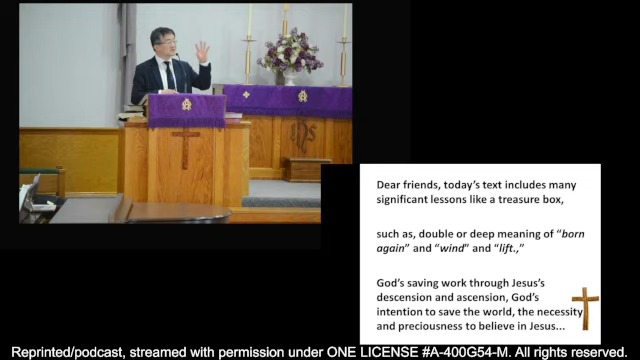 Dear friends, today's text includes many
significant lessons like a treasure box,
such as, double or deep meaning of "born
again" and "wind" and "lift.,"
God's saving work through Jesus's
descension and ascension, God's
intention to save the world, the necessity
and preciousness to believe in Jesus...
Reprinted/podcast, streamed with permission under ONE LICENSE #A-400G54-M. All rights reserved.